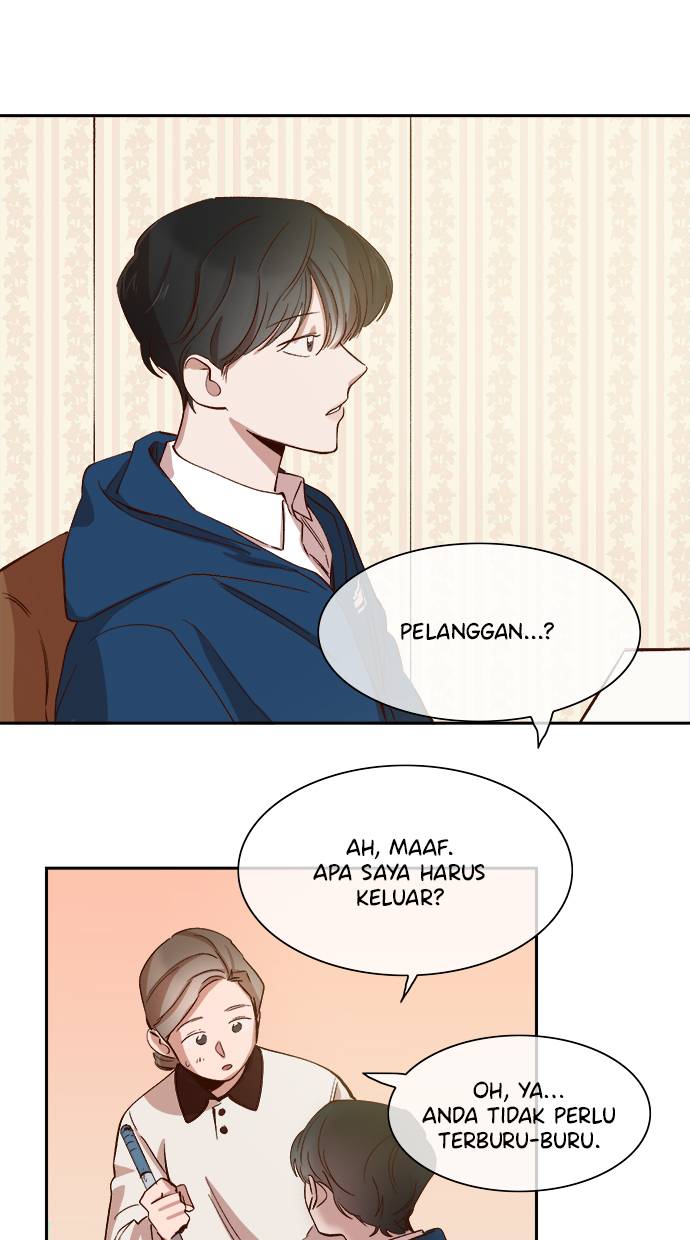 PELANGGAN...?
AH, MAAF.
APA SAYA HARUS
KELUAR?
OH, YA...
ANDA TIDAK PERLU
TERBURU-BURU.